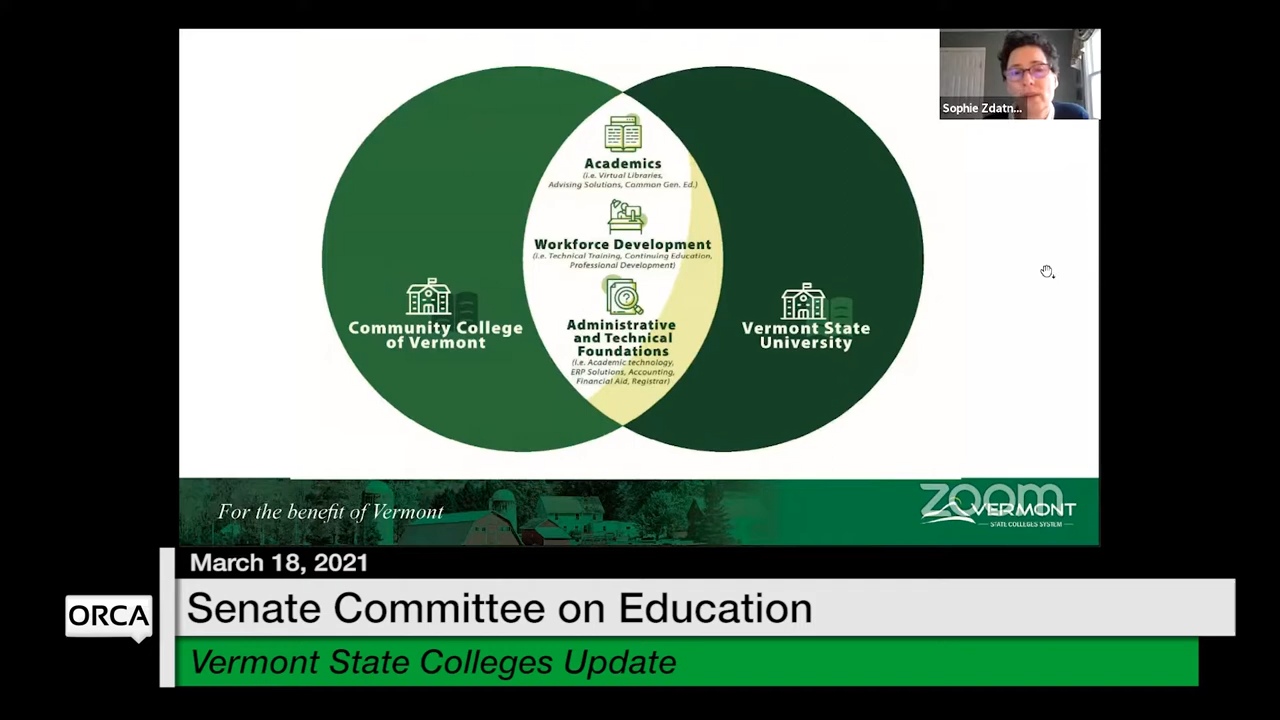 Sophie Zdatn...
Academics
(i.e. Virtual Libraries,
Advising Solutions, Common Gen. Ed.)
Workforce Development
(i.e. Technical Training, Continuing Education,
Professional Development)
Administrative
and Technical
Foundations
(i.e. Academic technology,
ERP Solutions, Accounting,
Financial Aid, Registrar)
Community College
of Vermont
Vermont State
University
For the benefit of Vermont
zoom
VERMONT
STATE COLLEGES SYSTEM
March 18, 2021
ORCA
Senate Committee on Education
Vermont State Colleges Update